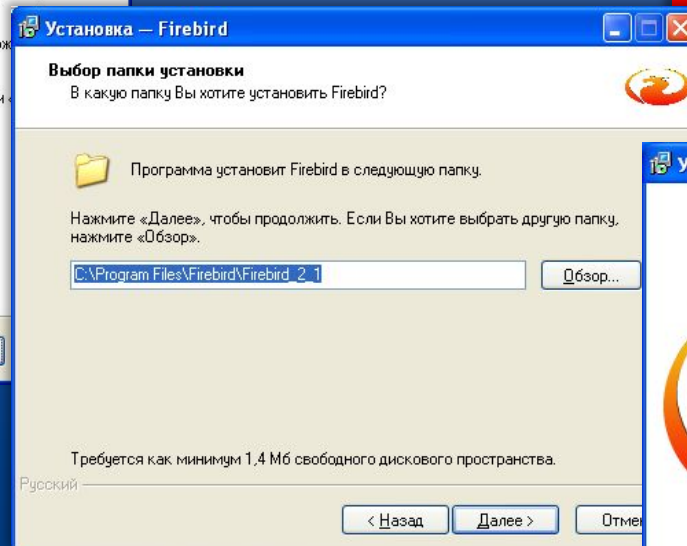 Установка — Firebird
Выбор папки установки
В какую папку Вы хотите установить Firebird?
Программа установит Firebird в следующую папку.
Нажмите «Далее», чтобы продолжить. Если Вы хотите выбрать другую папку,
нажмите «Обзор».
C:\Program Files\Firebird\Firebird_2_1
Обзор...
Требуется как минимум 1,4 Мб свободного дискового пространства.
Русский
< Назад
Далее >